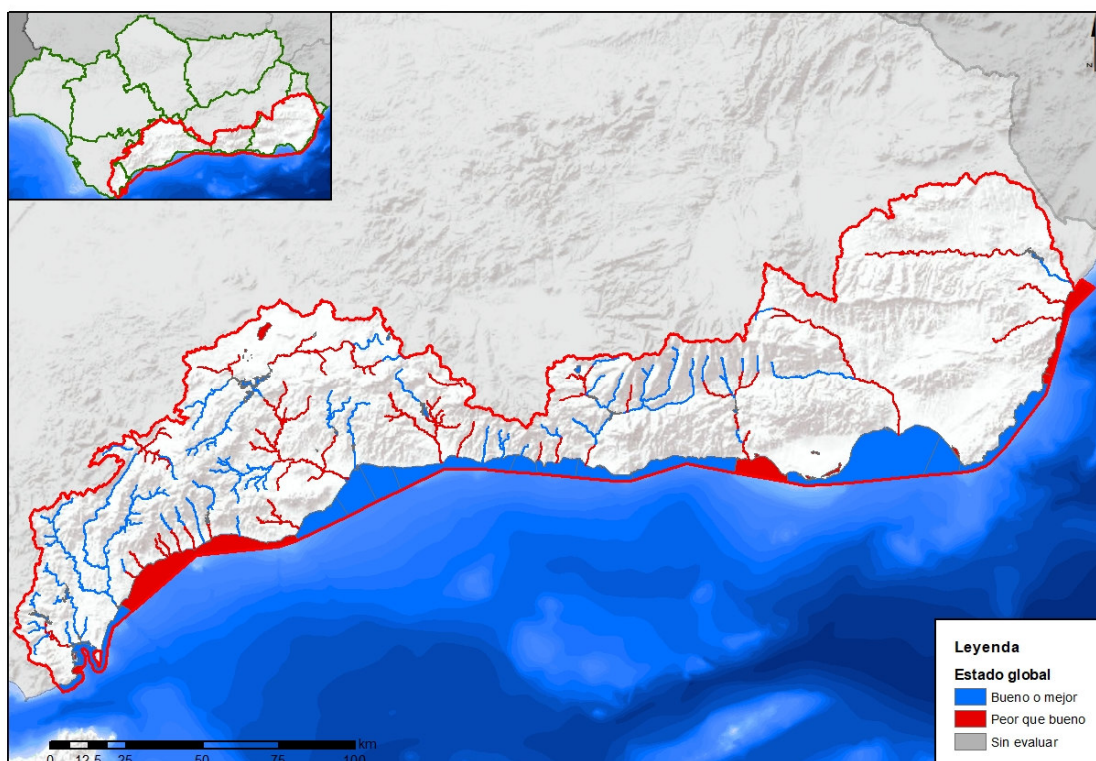 N
Leyenda
Estado global
Bueno o mejor
Peor que bueno
Sin evaluar
km
0 12,5 25 50 75 100